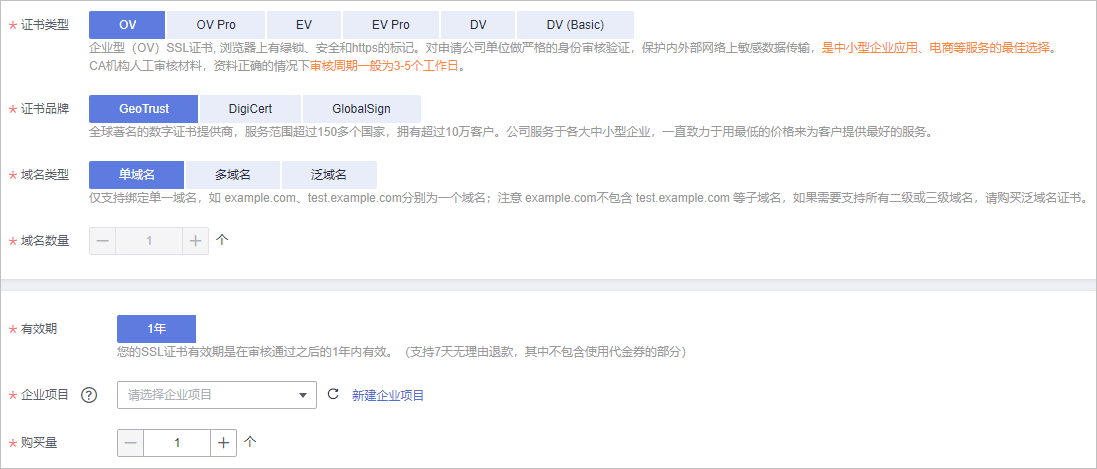 * 证书类型 OV OV Pro EV EV Pro DV DV (Basic)
企业型（OV）SSL证书, 浏览器上有绿锁、安全和https的标记。对申请公司单位做严格的身份审核验证，保护内外部网络上敏感数据传输，是中小型企业应用、电商等服务的最佳选择。
CA机构人工审核材料，资料正确的情况下审核周期一般为3-5个工作日。
* 证书品牌 GeoTrust DigiCert GlobalSign
全球著名的数字证书提供商，服务范围超过150多个国家，拥有超过10万客户。公司服务于各大中小型企业，一直致力于用最低的价格来为客户提供最好的服务。
* 域名类型 单域名 多域名 泛域名
仅支持绑定单一域名，如 example.com、test.example.com分别为一个域名；注意 example.com不包含 test.example.com 等子域名，如果需要支持所有二级或三级域名，请购买泛域名证书。
* 域名数量 — 1 + 个
* 有效期 1年
您的SSL证书有效期是在审核通过之后的1年内有效。（支持7天无理由退款，其中不包含使用代金券的部分）
* 企业项目 ? 请选择企业项目 新建企业项目
* 购买量 — 1 + 个